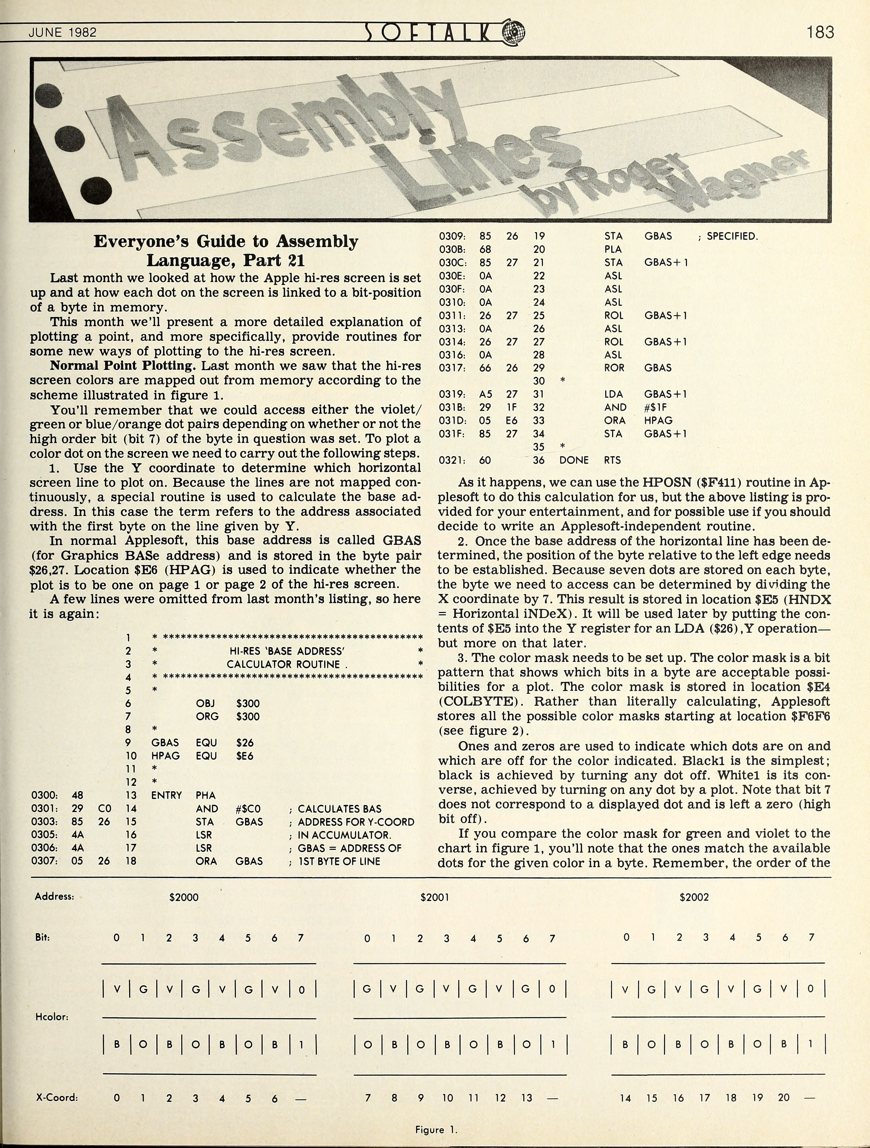 JUNE 1982
SOFTALK
183
Assembly
Lines
by Roger
Wagner
Everyone's Guide to Assembly
Language, Part 21
Last month we looked at how the Apple hi-res screen is set
up and at how each dot on the screen is linked to a bit-position
of a byte in memory.
This month we'll present a more detailed explanation of
plotting a point, and more specifically, provide routines for
some new ways of plotting to the hi-res screen.
Normal Point Plotting. Last month we saw that the hi-res
screen colors are mapped out from memory according to the
scheme illustrated in figure 1.
You'll remember that we could access either the violet/
green or blue/orange dot pairs depending on whether or not the
high order bit (bit 7) of the byte in question was set. To plot a
color dot on the screen we need to carry out the following steps.
1. Use the Y coordinate to determine which horizontal
screen line to plot on. Because the lines are not mapped con-
tinuously, a special routine is used to calculate the base ad-
dress. In this case the term refers to the address associated
with the first byte on the line given by Y.
In normal Applesoft, this base address is called GBAS
(for Graphics BASe address) and is stored in the byte pair
$26,27. Location $E6 (HPAG) is used to indicate whether the
plot is to be one on page 1 or page 2 of the hi-res screen.
A few lines were omitted from last month's listing, so here
it is again:
1 * ********************************************
2 * HI-RES 'BASE ADDRESS' *
3 * CALCULATOR ROUTINE . *
4 * ********************************************
5 *
6 OBJ $300
7 ORG $300
8 *
9 GBAS EQU $26
10 HPAG EQU $E6
11 *
12 *
0300: 48 13 ENTRY PHA
0301: 29 C0 14 AND #$C0 ; CALCULATES BAS
0303: 85 26 15 STA GBAS ; ADDRESS FOR Y-COORD
0305: 4A 16 LSR ; IN ACCUMULATOR.
0306: 4A 17 LSR ; GBAS = ADDRESS OF
0307: 05 26 18 ORA GBAS ; 1ST BYTE OF LINE
0309: 85 26 19 STA GBAS ; SPECIFIED.
030B: 68 20 PLA
030C: 85 27 21 STA GBAS+1
030E: 0A 22 ASL
030F: 0A 23 ASL
0310: 0A 24 ASL
0311: 26 27 25 ROL GBAS+1
0313: 0A 26 ASL
0314: 26 27 27 ROL GBAS+1
0316: 0A 28 ASL
0317: 66 26 29 ROR GBAS
30 *
0319: A5 27 31 LDA GBAS+1
031B: 29 1F 32 AND #$1F
031D: 05 E6 33 ORA HPAG
031F: 85 27 34 STA GBAS+1
35 *
0321: 60 36 DONE RTS
As it happens, we can use the HPOSN ($F411) routine in Ap-
plesoft to do this calculation for us, but the above listing is pro-
vided for your entertainment, and for possible use if you should
decide to write an Applesoft-independent routine.
2. Once the base address of the horizontal line has been de-
termined, the position of the byte relative to the left edge needs
to be established. Because seven dots are stored on each byte,
the byte we need to access can be determined by dividing the
X coordinate by 7. This result is stored in location $E5 (HNDX
= Horizontal iNDeX). It will be used later by putting the con-
tents of $E5 into the Y register for an LDA ($26),Y operation—
but more on that later.
3. The color mask needs to be set up. The color mask is a bit
pattern that shows which bits in a byte are acceptable possi-
bilities for a plot. The color mask is stored in location $E4
(COLBYTE). Rather than literally calculating, Applesoft
stores all the possible color masks starting at location $F6F6
(see figure 2).
Ones and zeros are used to indicate which dots are on and
which are off for the color indicated. Black1 is the simplest;
black is achieved by turning any dot off. White1 is its con-
verse, achieved by turning on any dot by a plot. Note that bit 7
does not correspond to a displayed dot and is left a zero (high
bit off).
If you compare the color mask for green and violet to the
chart in figure 1, you'll note that the ones match the available
dots for the given color in a byte. Remember, the order of the
Address: $2000 $2001 $2002
Bit: 0 1 2 3 4 5 6 7 0 1 2 3 4 5 6 7 0 1 2 3 4 5 6 7
| V | G | V | G | V | G | V | 0 | | G | V | G | V | G | V | G | 0 | | V | G | V | G | V | G | V | 0 |
Hcolor:
| B | O | B | O | B | O | B | 1 | | O | B | O | B | O | B | O | 1 | | B | O | B | O | B | O | B | 1 |
X-Coord: 0 1 2 3 4 5 6 — 7 8 9 10 11 12 13 — 14 15 16 17 18 19 20 —
Figure 1.